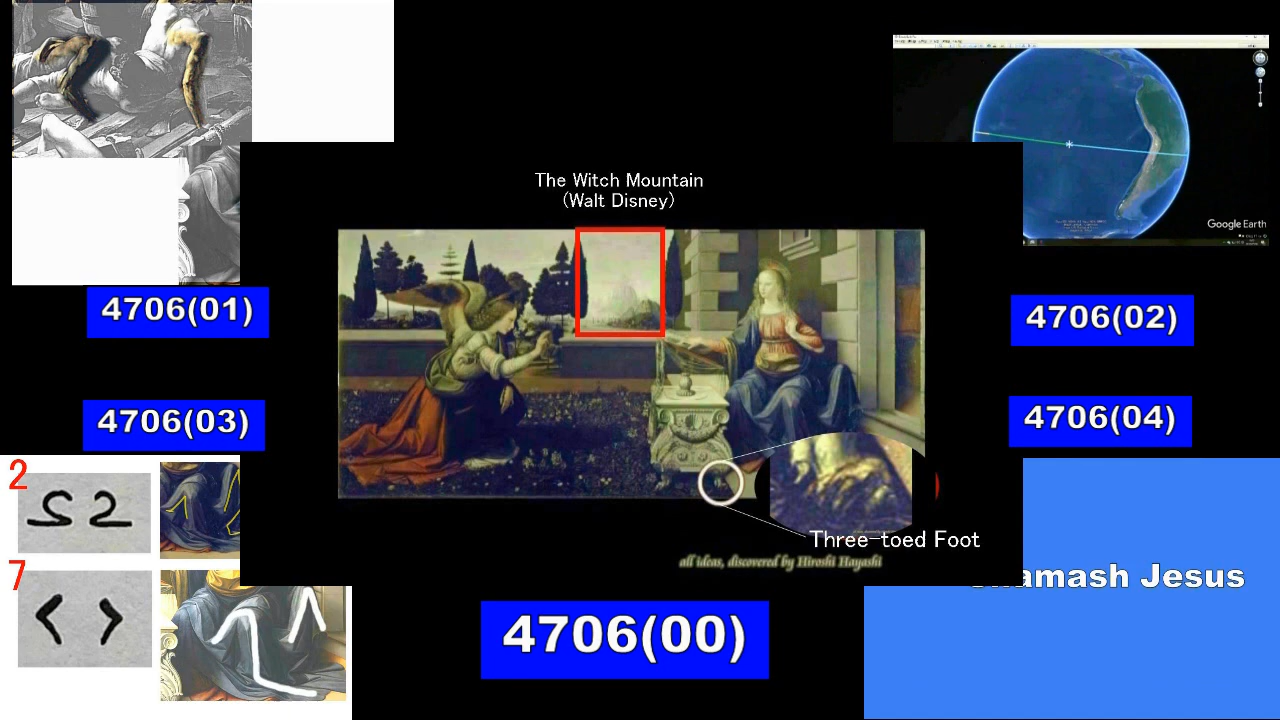 The Witch Mountain
(Walt Disney)
Google Earth
4706(01)
4706(02)
4706(03)
4706(04)
2
7
Three-toed Foot
all ideas, discovered by Hiroshi Hayashi
Jesus
4706(00)